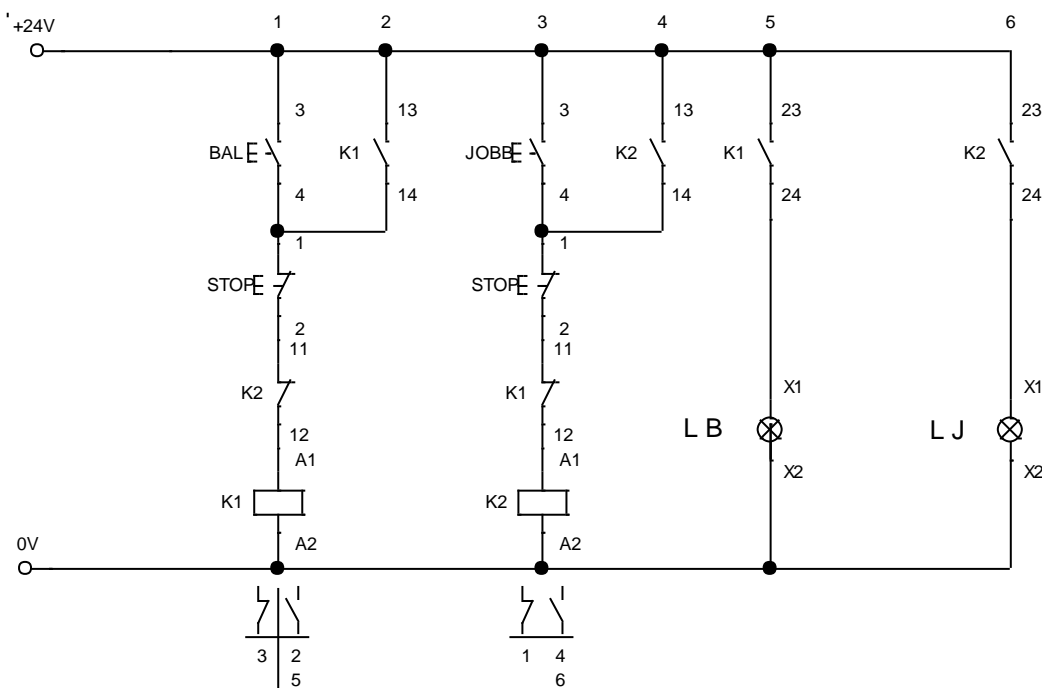 1 2 3 4 5 6
+24V
3 13 3 13 23 23
BAL K1 JOBB K2 K1 K2
4 14 4 14 24 24
1 1
STOP STOP
2 2
11 11
K2 K1
X1 X1
L B L J
12 12
A1 A1
X2 X2
K1 K2
A2 A2
0V
3 2 1 4
5 6